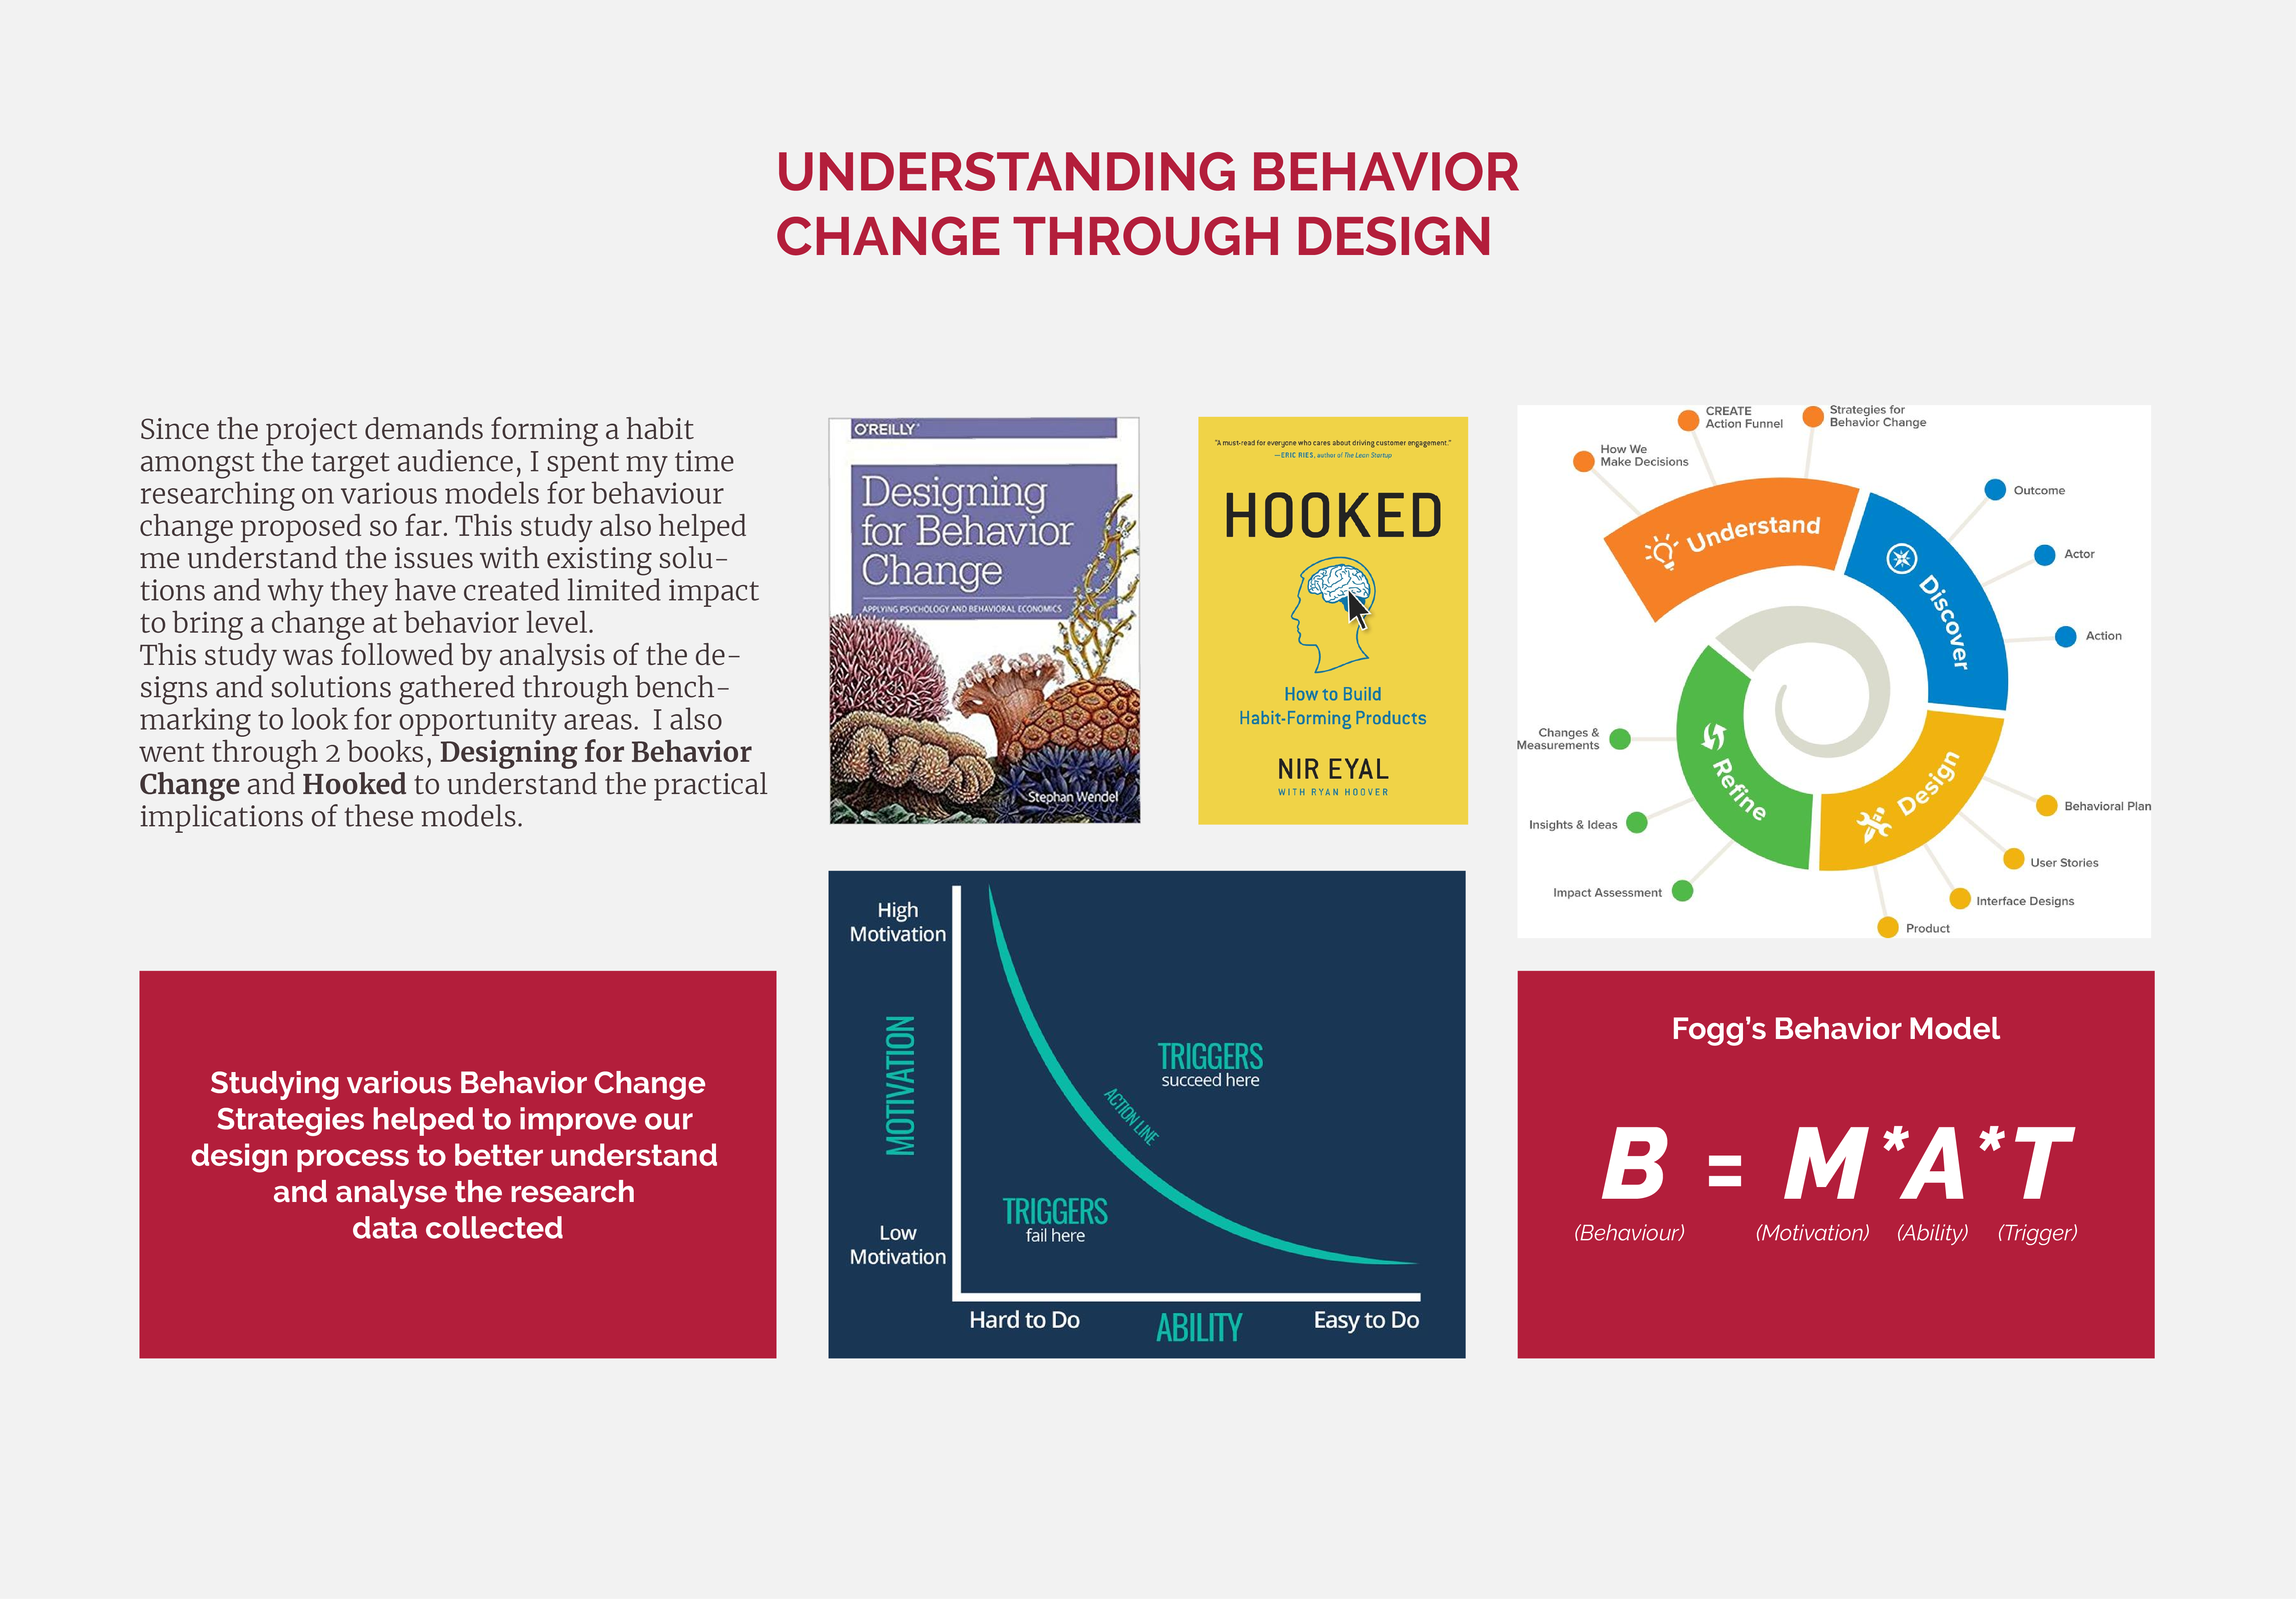 UNDERSTANDING BEHAVIOR
CHANGE THROUGH DESIGN
Since the project demands forming a habit
amongst the target audience, I spent my time
researching on various models for behaviour
change proposed so far. This study also helped
me understand the issues with existing solu-
tions and why they have created limited impact
to bring a change at behavior level.
This study was followed by analysis of the de-
signs and solutions gathered through bench-
marking to look for opportunity areas.  I also
went through 2 books, Designing for Behavior
Change and Hooked to understand the practical
implications of these models.
Studying various Behavior Change
Strategies helped to improve our
design process to better understand
and analyse the research
data collected
O'REILLY®
Designing
for Behavior
Change
APPLYING PSYCHOLOGY AND BEHAVIORAL ECONOMICS
Stephan Wendel
"A must-read for everyone who cares about driving customer engagement."
—ERIC RIES, author of The Lean Startup
HOOKED
How to Build
Habit-Forming Products
NIR EYAL
WITH RYAN HOOVER
High
Motivation
MOTIVATION
Low
Motivation
TRIGGERS
succeed here
ACTION LINE
TRIGGERS
fail here
Hard to Do
ABILITY
Easy to Do
How We
Make Decisions
CREATE
Action Funnel
Strategies for
Behavior Change
Understand
Outcome
Actor
Action
Discover
Behavioral Plan
User Stories
Interface Designs
Product
Design
Changes &
Measurements
Insights & Ideas
Impact Assessment
Refine
Fogg's Behavior Model
B = M*A*T
(Behaviour) (Motivation) (Ability) (Trigger)